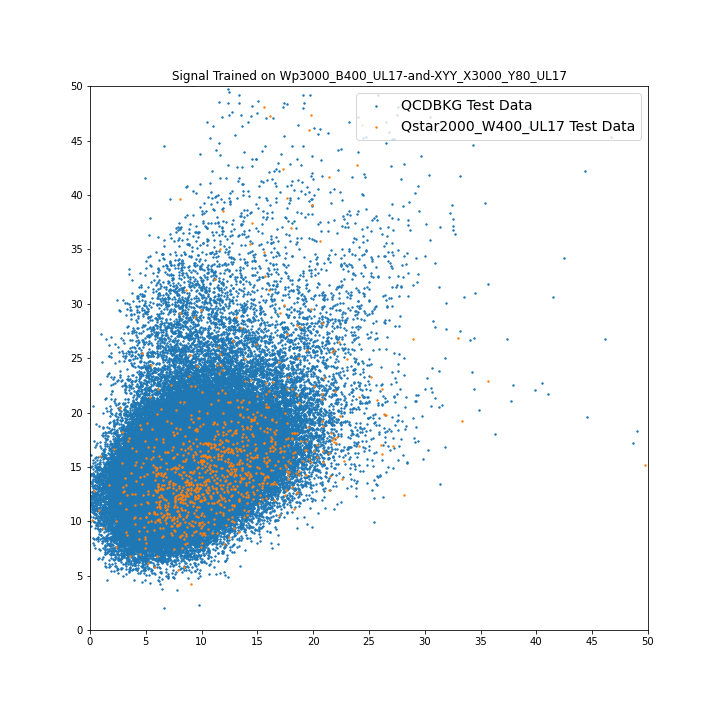 Signal Trained on Wp3000_B400_UL17-and-XYY_X3000_Y80_UL17
QCDBKG Test Data
Qstar2000_W400_UL17 Test Data
50
45
40
35
30
25
20
15
10
5
0
0 5 10 15 20 25 30 35 40 45 50